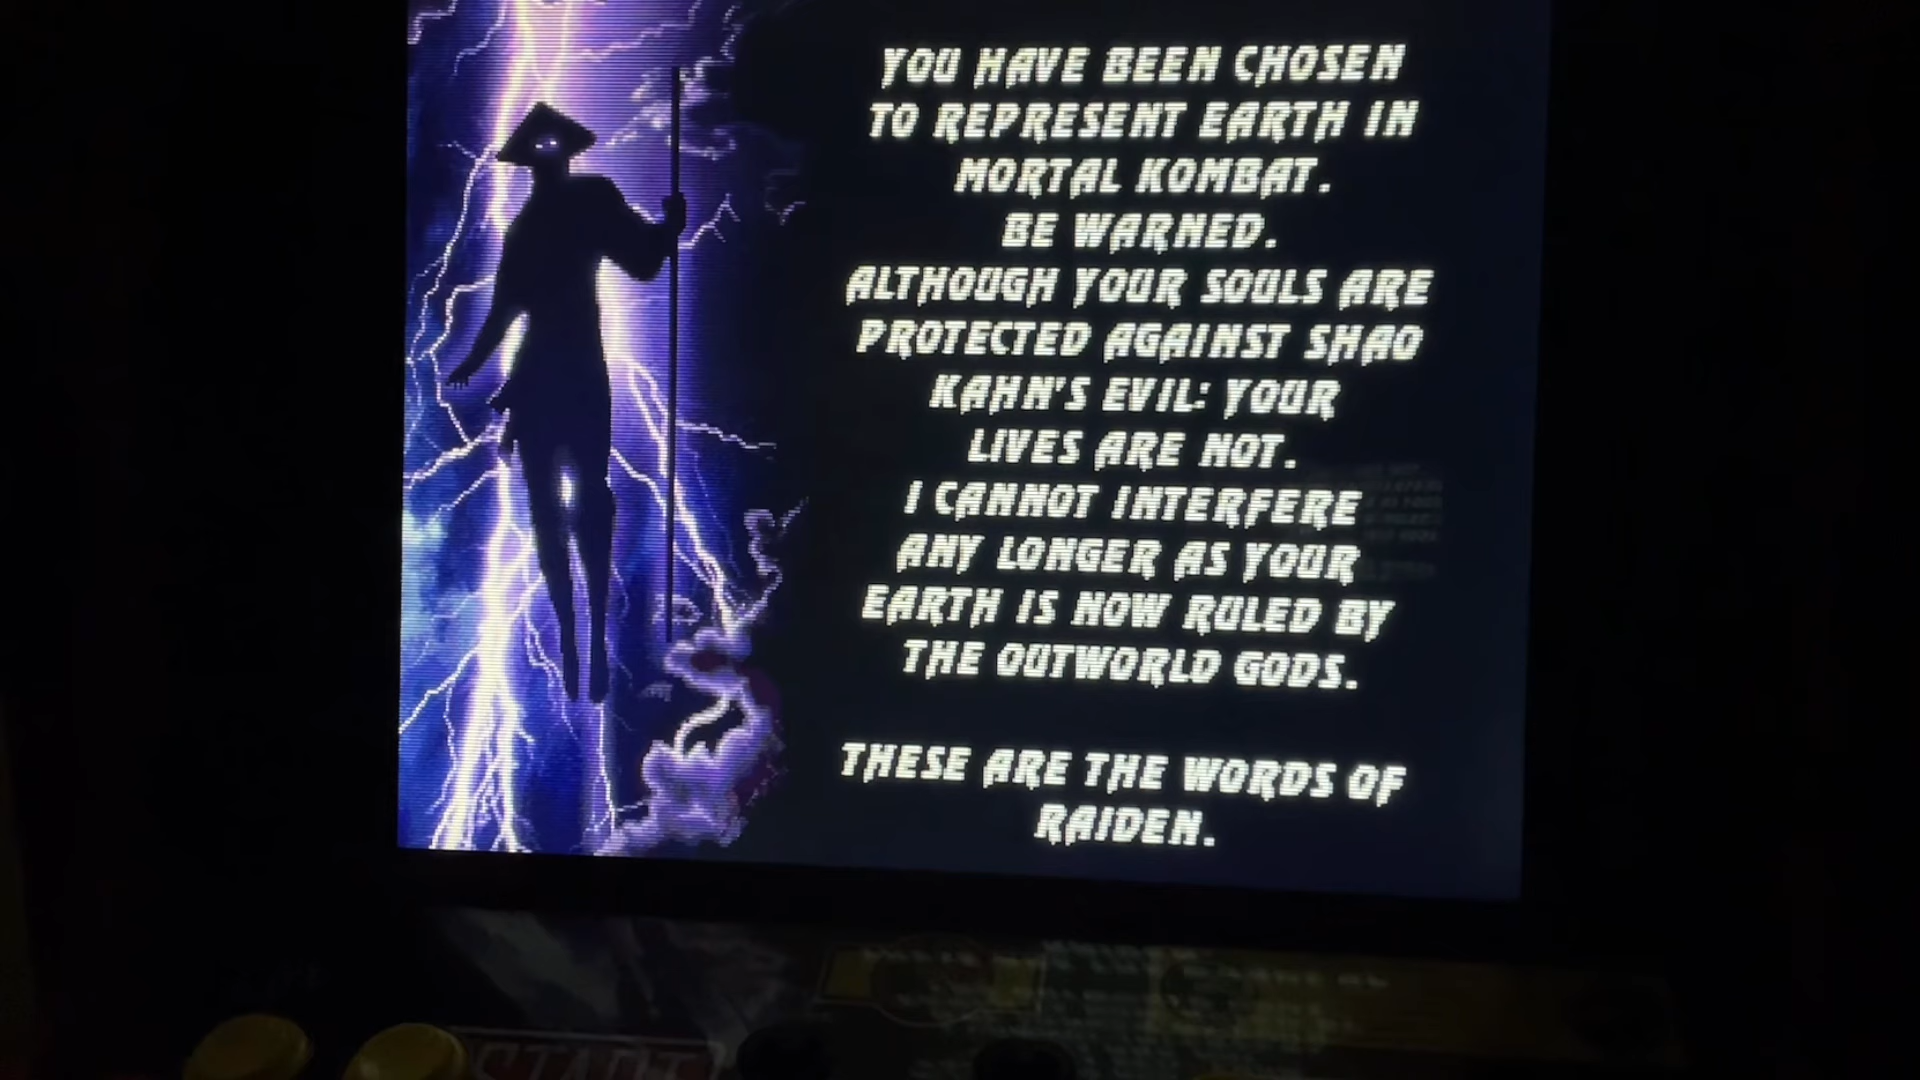 YOU HAVE BEEN CHOSEN
TO REPRESENT EARTH IN
MORTAL KOMBAT.
BE WARNED.
ALTHOUGH YOUR SOULS ARE
PROTECTED AGAINST SHAO
KAHN'S EVIL: YOUR
LIVES ARE NOT.
I CANNOT INTERFERE
ANY LONGER AS YOUR
EARTH IS NOW RULED BY
THE OUTWORLD GODS.
THESE ARE THE WORDS OF
RAIDEN.
START